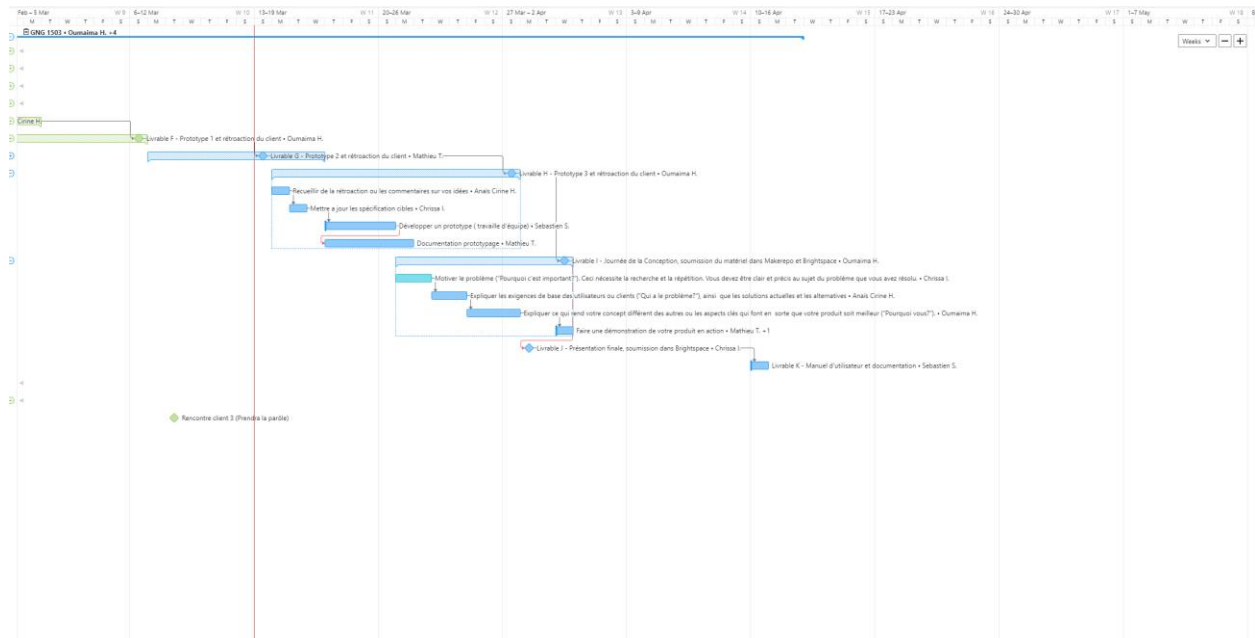 Feb – 5 Mar W 9 6–12 Mar W 10 13–19 Mar W 11 20–26 Mar W 12 27 Mar – 2 Apr W 13 3–9 Apr W 14 10–16 Apr W 15 17–23 Apr W 16 24–30 Apr W 17 1–7 May W 18 8
M T W T F S S M T W T F S S M T W T F S S M T W T F S S M T W T F S S M T W T F S S M T W T F S S M T W T F S S M T W T F S S M T W T F S
GNG 1503 • Oumaima H. +4
Weeks
Cirine H.
Livrable F - Prototype 1 et rétroaction du client • Oumaima H.
Livrable G - Prototype 2 et rétroaction du client • Mathieu T.
Livrable H - Prototype 3 et rétroaction du client • Oumaima H.
Recueillir de la rétroaction ou les commentaires sur vos idées • Anais Cirine H.
Mettre a jour les spécification cibles • Chrissa I.
Développer un prototype ( travaille d'équipe) • Sebastien S.
Documentation prototypage • Mathieu T.
Livrable I - Journée de la Conception, soumission du matériel dans Makerepo et Brightspace • Oumaima H.
Motiver le problème ("Pourquoi c'est important?"). Ceci nécessite la recherche et la répétition. Vous devez être clair et précis au sujet du problème que vous avez résolu. • Chrissa I.
Expliquer les exigences de base des utilisateurs ou clients ("Qui a le problème?"), ainsi que les solutions actuelles et les alternatives • Anais Cirine H.
Expliquer ce qui rend votre concept différent des autres ou les aspects clés qui font en sorte que votre produit soit meilleur ("Pourquoi vous?"). • Oumaima H.
Faire une démonstration de votre produit en action • Mathieu T. +1
Livrable J - Présentation finale, soumission dans Brightspace • Chrissa I.
Livrable K - Manuel d'utilisateur et documentation • Sebastien S.
Rencontre client 3 (Prendra la parôle)